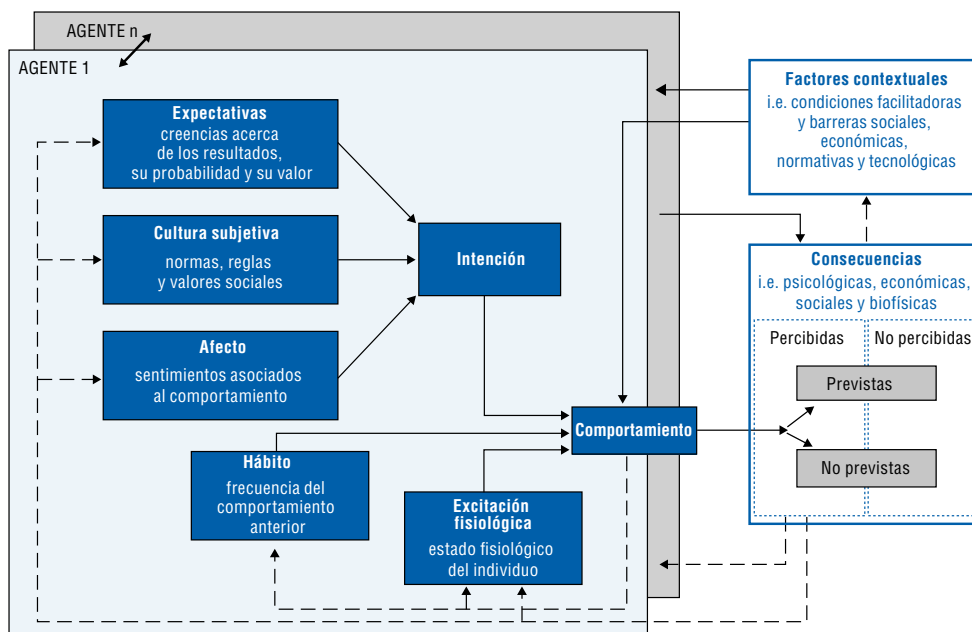 AGENTE n
AGENTE 1
Expectativas
creencias acerca
de los resultados,
su probabilidad y su valor
Cultura subjetiva
normas, reglas
y valores sociales
Afecto
sentimientos asociados
al comportamiento
Intención
Hábito
frecuencia del
comportamiento
anterior
Excitación
fisiológica
estado fisiológico
del individuo
Comportamiento
Factores contextuales
i.e. condiciones facilitadoras
y barreras sociales,
económicas,
normativas y tecnológicas
Consecuencias
i.e. psicológicas, económicas,
sociales y biofísicas
Percibidas
No percibidas
Previstas
No previstas